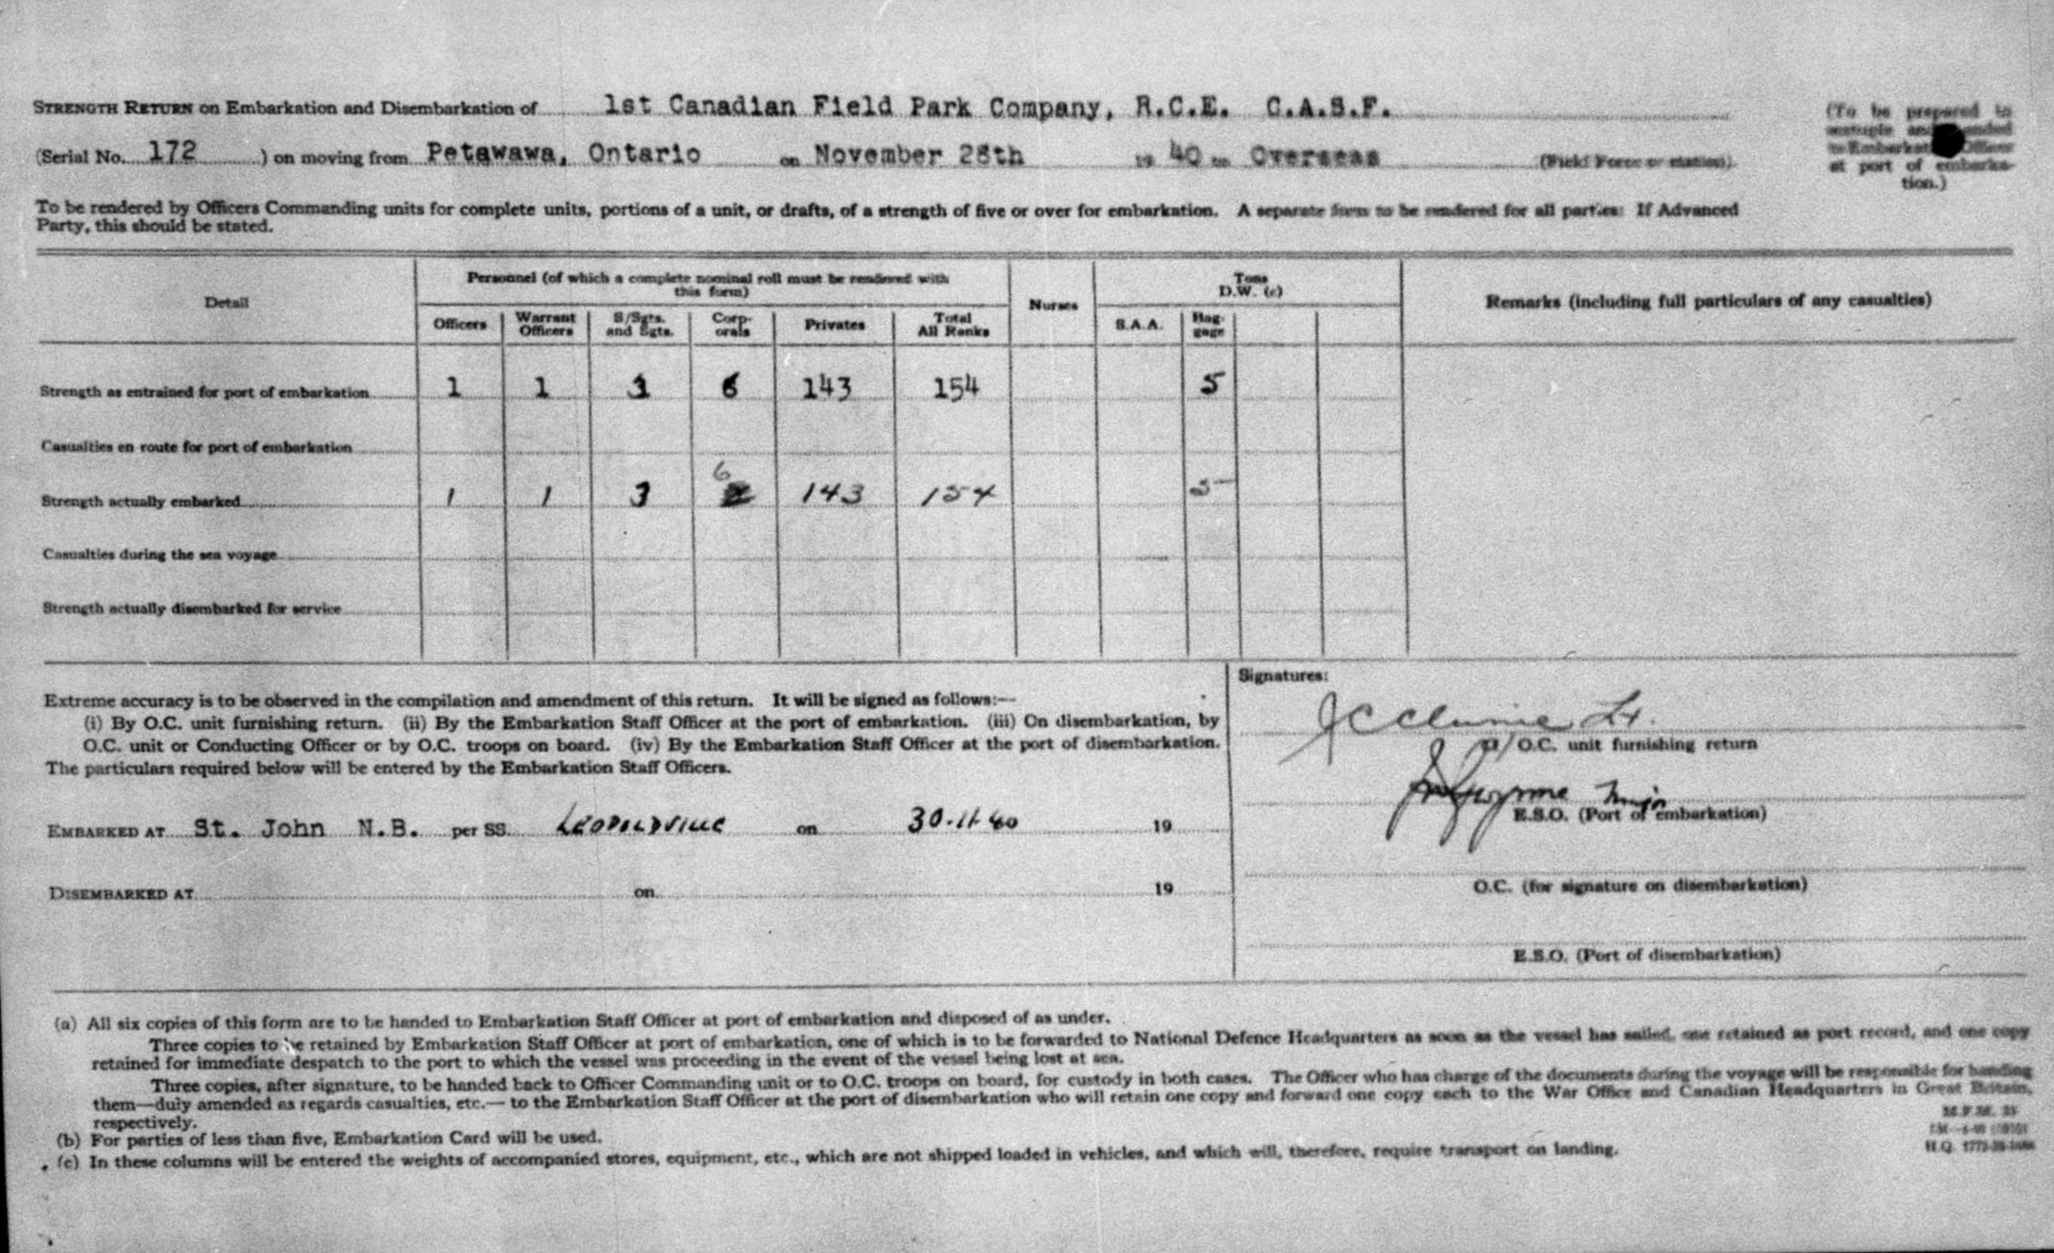 STRENGTH RETURN on Embarkation and Disembarkation of 1st Canadian Field Park Company, R.C.E. C.A.S.F.
(Serial No. 172 ) on moving from Petawawa, Ontario on November 28th 19 40 to Overseas (Field Force or station).
(To be prepared to
sextuple and handed
to Embarkation Officer
at port of embarka-
tion.)
To be rendered by Officers Commanding units for complete units, portions of a unit, or drafts, of a strength of five or over for embarkation. A separate form to be rendered for all parties: If Advanced
Party, this should be stated.
Detail
Personnel (of which a complete nominal roll must be rendered with
this form)
Nurses
Tons
D.W. (c)
Remarks (including full particulars of any casualties)
Officers Warrant Officers S/Sgts. and Sgts. Corp-orals Privates Total All Ranks S.A.A. Bag-gage
Strength as entrained for port of embarkation 1 1 3 6 143 154 5
Casualties en route for port of embarkation
Strength actually embarked 1 1 3 6 143 154 5
Casualties during the sea voyage
Strength actually disembarked for service
Extreme accuracy is to be observed in the compilation and amendment of this return. It will be signed as follows:—
(i) By O.C. unit furnishing return. (ii) By the Embarkation Staff Officer at the port of embarkation. (iii) On disembarkation, by
O.C. unit or Conducting Officer or by O.C. troops on board. (iv) By the Embarkation Staff Officer at the port of disembarkation.
The particulars required below will be entered by the Embarkation Staff Officers.
EMBARKED AT St. John N.B. per SS. Leopoldville on 30-11-40 19
DISEMBARKED AT on 19
Signatures:
Lt.
O.C. unit furnishing return
Major
E.S.O. (Port of embarkation)
O.C. (for signature on disembarkation)
E.S.O. (Port of disembarkation)
(a) All six copies of this form are to be handed to Embarkation Staff Officer at port of embarkation and disposed of as under.
Three copies to be retained by Embarkation Staff Officer at port of embarkation, one of which is to be forwarded to National Defence Headquarters as soon as the vessel has sailed, one retained as port record, and one copy
retained for immediate despatch to the port to which the vessel was proceeding in the event of the vessel being lost at sea.
Three copies, after signature, to be handed back to Officer Commanding unit or to O.C. troops on board, for custody in both cases. The Officer who has charge of the documents during the voyage will be responsible for handing
them—duly amended as regards casualties, etc.— to the Embarkation Staff Officer at the port of disembarkation who will retain one copy and forward one copy each to the War Office and Canadian Headquarters in Great Britain,
respectively.
(b) For parties of less than five, Embarkation Card will be used.
(c) In these columns will be entered the weights of accompanied stores, equipment, etc., which are not shipped loaded in vehicles, and which will, therefore, require transport on landing.
M.F.M. 25
H.Q.